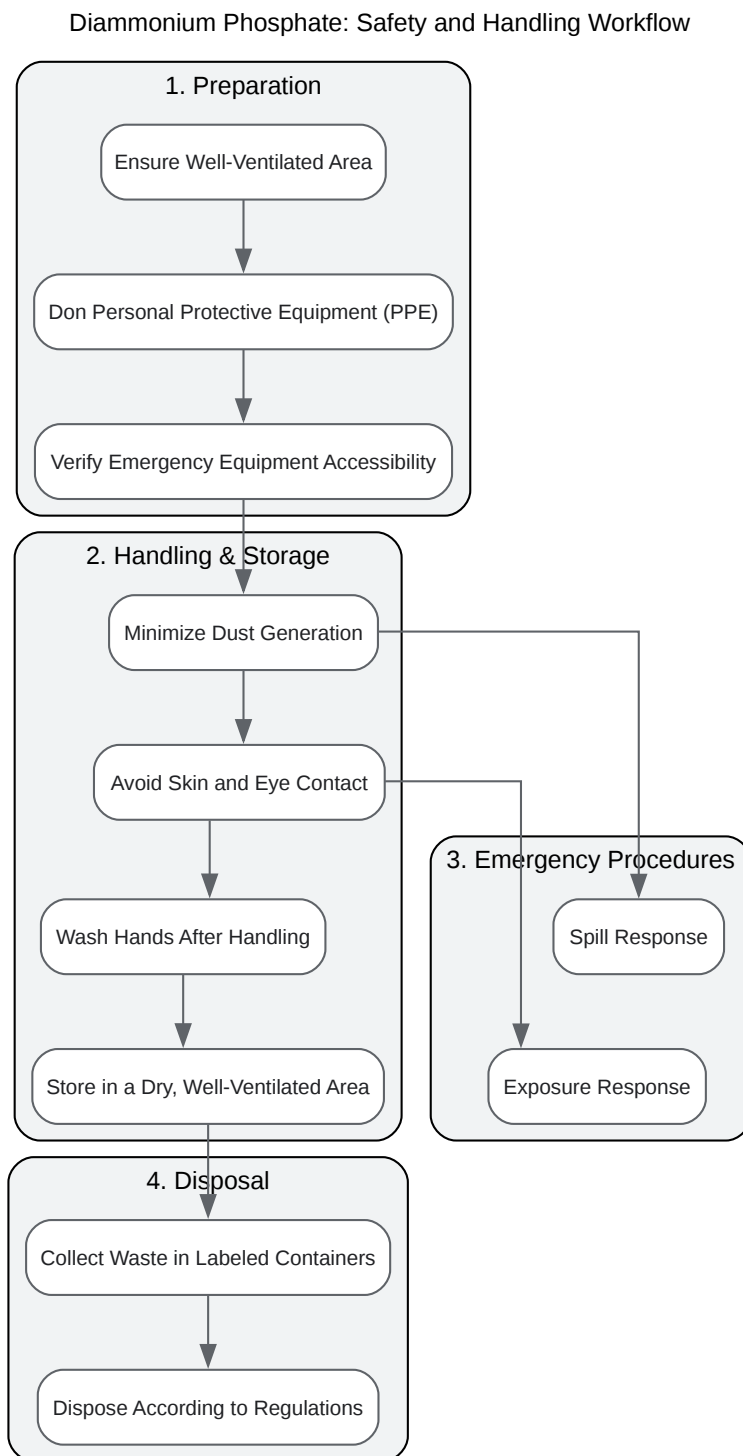 Diammonium Phosphate: Safety and Handling Workflow
1. Preparation
Ensure Well-Ventilated Area
Don Personal Protective Equipment (PPE)
Verify Emergency Equipment Accessibility
2. Handling & Storage
Minimize Dust Generation
Avoid Skin and Eye Contact
Wash Hands After Handling
Store in a Dry, Well-Ventilated Area
3. Emergency Procedures
Spill Response
Exposure Response
4. Disposal
Collect Waste in Labeled Containers
Dispose According to Regulations